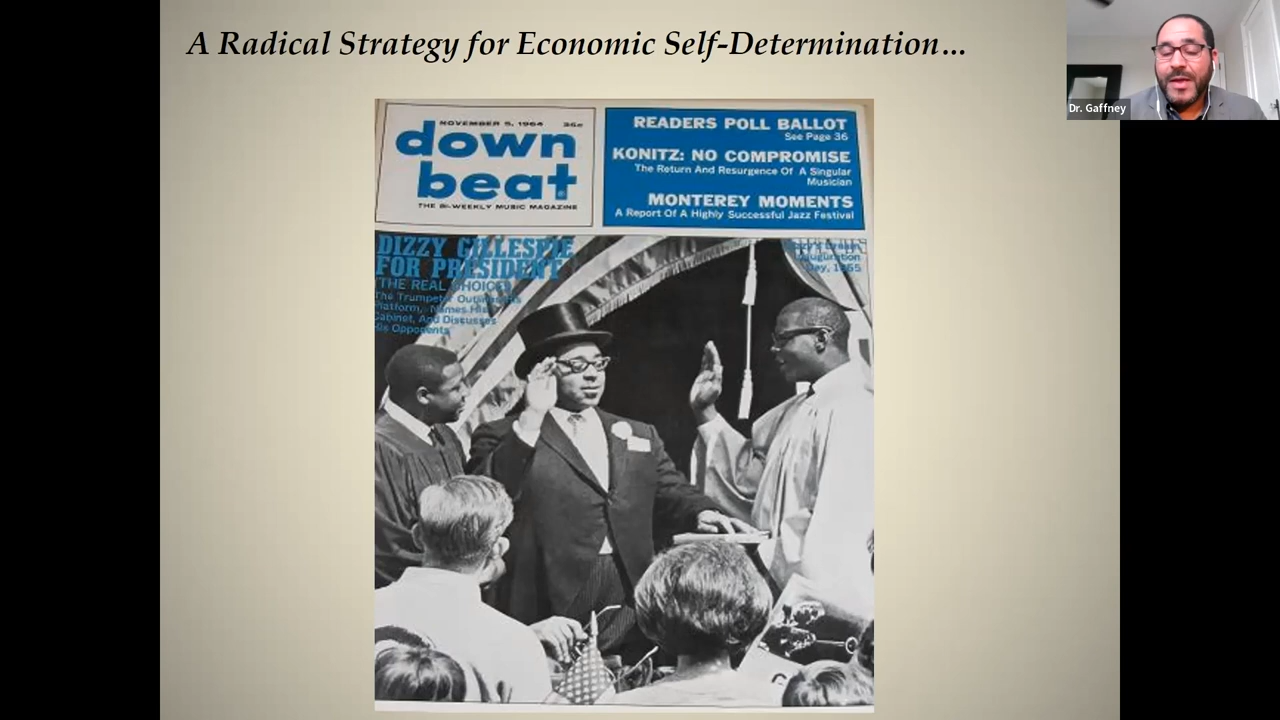 A Radical Strategy for Economic Self-Determination...
Dr. Gaffney
NOVEMBER 5, 1964 35c
down
beat
THE BI-WEEKLY MUSIC MAGAZINE
READERS POLL BALLOT
See Page 36
KONITZ: NO COMPROMISE
The Return And Resurgence Of A Singular
Musician
MONTEREY MOMENTS
A Report Of A Highly Successful Jazz Festival
DIZZY GILLESPIE
FOR PRESIDENT
(THE REAL CHOICE)
The Trumpeter Outlines His
Platform, Names His
Cabinet, And Discusses
His Opponents
Inauguration
Day, 1965